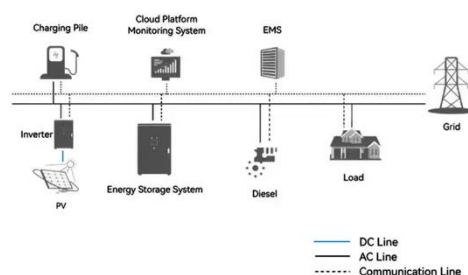 Charging Pile
Cloud Platform
Monitoring System
EMS
Inverter
Grid
PV
Energy Storage System
Diesel
Load
DC Line
AC Line
Communication Line